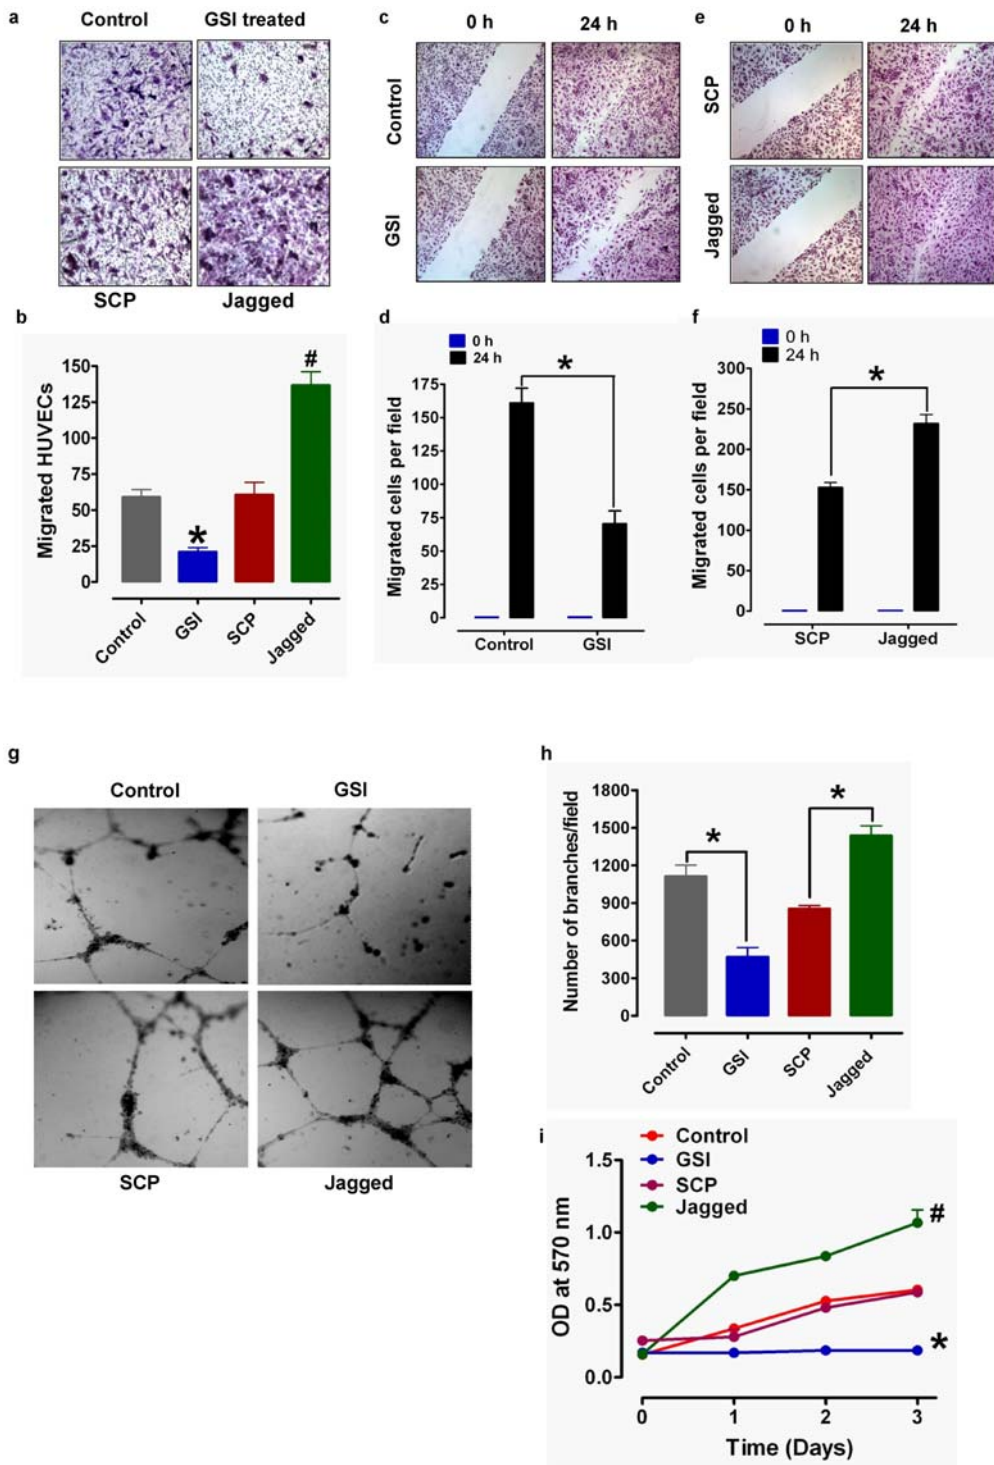 a
Control GSI treated
SCP Jagged
b
Migrated HUVECs
150
125
100
75
50
25
0
*
#
Control GSI SCP Jagged
c
0 h 24 h
Control
GSI
d
0 h
24 h
Migrated cells per field
175
150
125
100
75
50
25
0
*
Control GSI
e
0 h 24 h
SCP
Jagged
f
0 h
24 h
Migrated cells per field
300
250
200
150
100
50
0
*
SCP Jagged
g
Control GSI
SCP Jagged
h
Number of branches/field
1800
1500
1200
900
600
300
0
*
*
Control GSI SCP Jagged
i
Control
GSI
SCP
Jagged
OD at 570 nm
1.5
1.0
0.5
0.0
#
*
0 1 2 3
Time (Days)